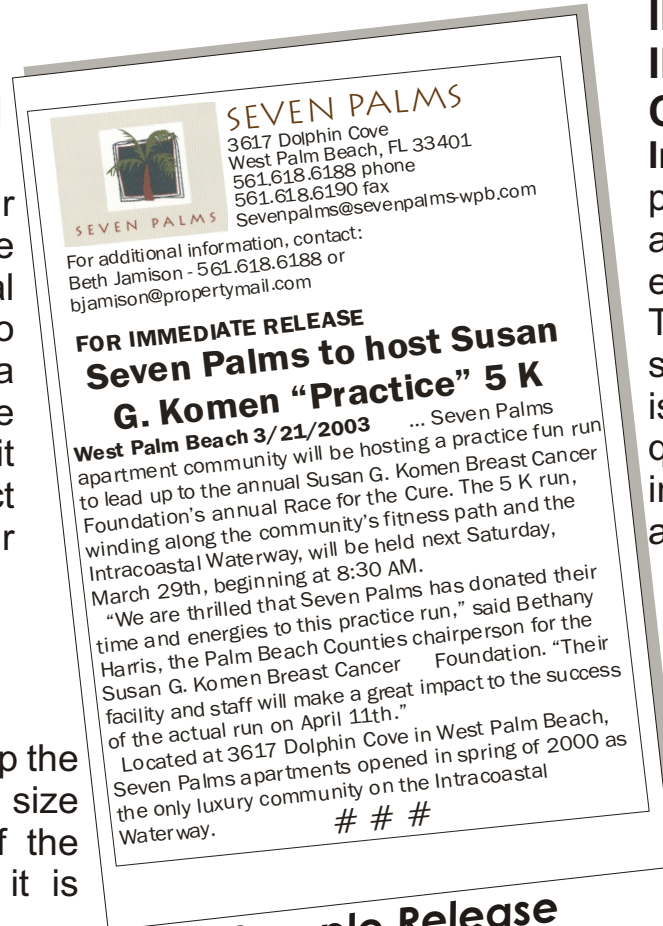 SEVEN PALMS
SEVEN PALMS
3617 Dolphin Cove
West Palm Beach, FL 33401
561.618.6188 phone
561.618.6190 fax
Sevenpalms@sevenpalms-wpb.com
For additional information, contact:
Beth Jamison - 561.618.6188 or
bjamison@propertymail.com
FOR IMMEDIATE RELEASE
Seven Palms to host Susan
G. Komen “Practice” 5 K
West Palm Beach 3/21/2003 ... Seven Palms
apartment community will be hosting a practice fun run
to lead up to the annual Susan G. Komen Breast Cancer
Foundation’s annual Race for the Cure. The 5 K run,
winding along the community’s fitness path and the
Intracoastal Waterway, will be held next Saturday,
March 29th, beginning at 8:30 AM.
“We are thrilled that Seven Palms has donated their
time and energies to this practice run,” said Bethany
Harris, the Palm Beach Counties chairperson for the
Susan G. Komen Breast Cancer Foundation. “Their
facility and staff will make a great impact to the success
of the actual run on April 11th.”
Located at 3617 Dolphin Cove in West Palm Beach,
Seven Palms apartments opened in spring of 2000 as
the only luxury community on the Intracoastal
Waterway.
# # #
the
size
the
it is
Release